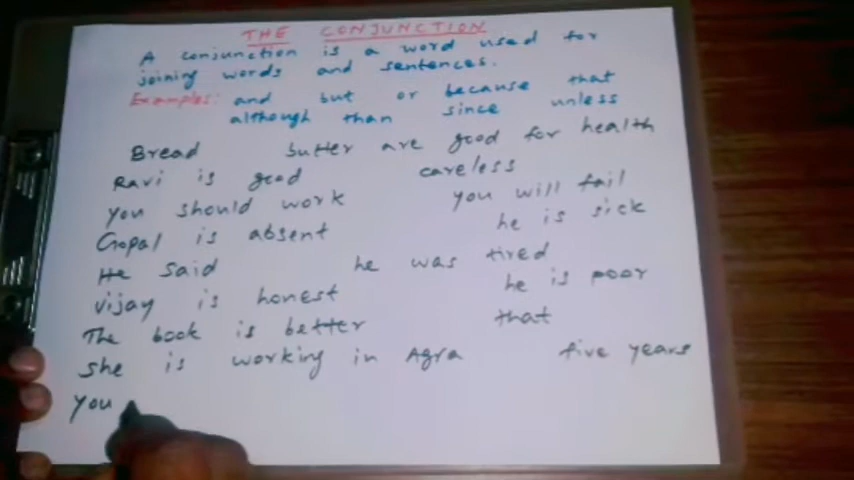 THE CONJUNCTION
A conjunction is a word used for
joining words and sentences.
Examples: and but or because that
although than since unless
Bread butter are good for health
Ravi is good careless
you should work you will fail
Gopal is absent he is sick
He said he was tired
vijay is honest he is poor
The book is better that
She is working in Agra five years
you